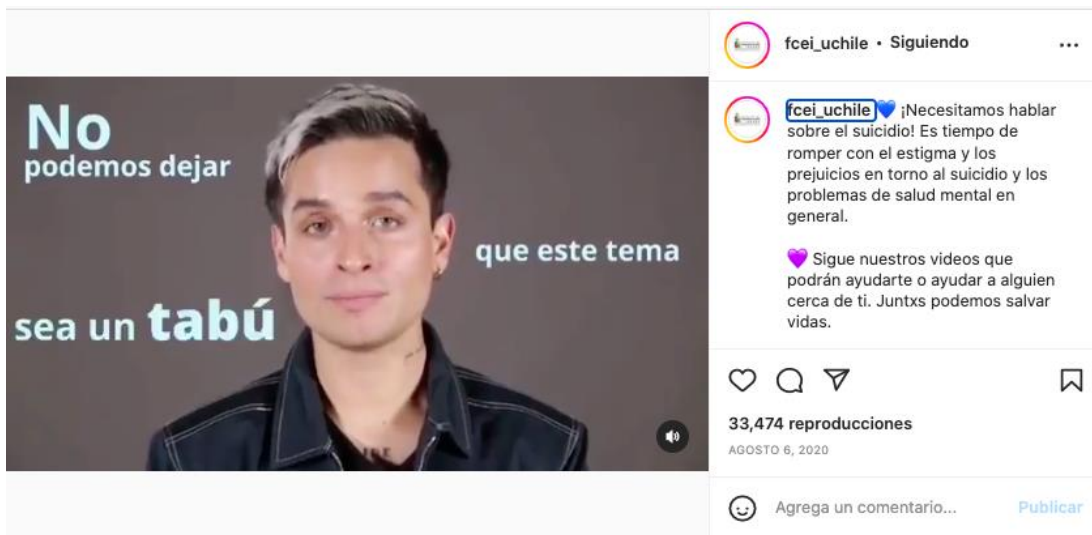 No
podemos dejar
que este tema
sea un tabú
fcei_uchile • Siguiendo
fcei_uchile 💙 ¡Necesitamos hablar
sobre el suicidio! Es tiempo de
romper con el estigma y los
prejuicios en torno al suicidio y los
problemas de salud mental en
general.
💜 Sigue nuestros videos que
podrán ayudarte o ayudar a alguien
cerca de ti. Juntxs podemos salvar
vidas.
33,474 reproducciones
AGOSTO 6, 2020
Agrega un comentario... Publicar